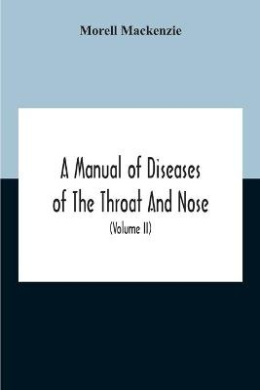 Morell Mackenzie
A Manual of Diseases
of The Throat And Nose
(Volume II)